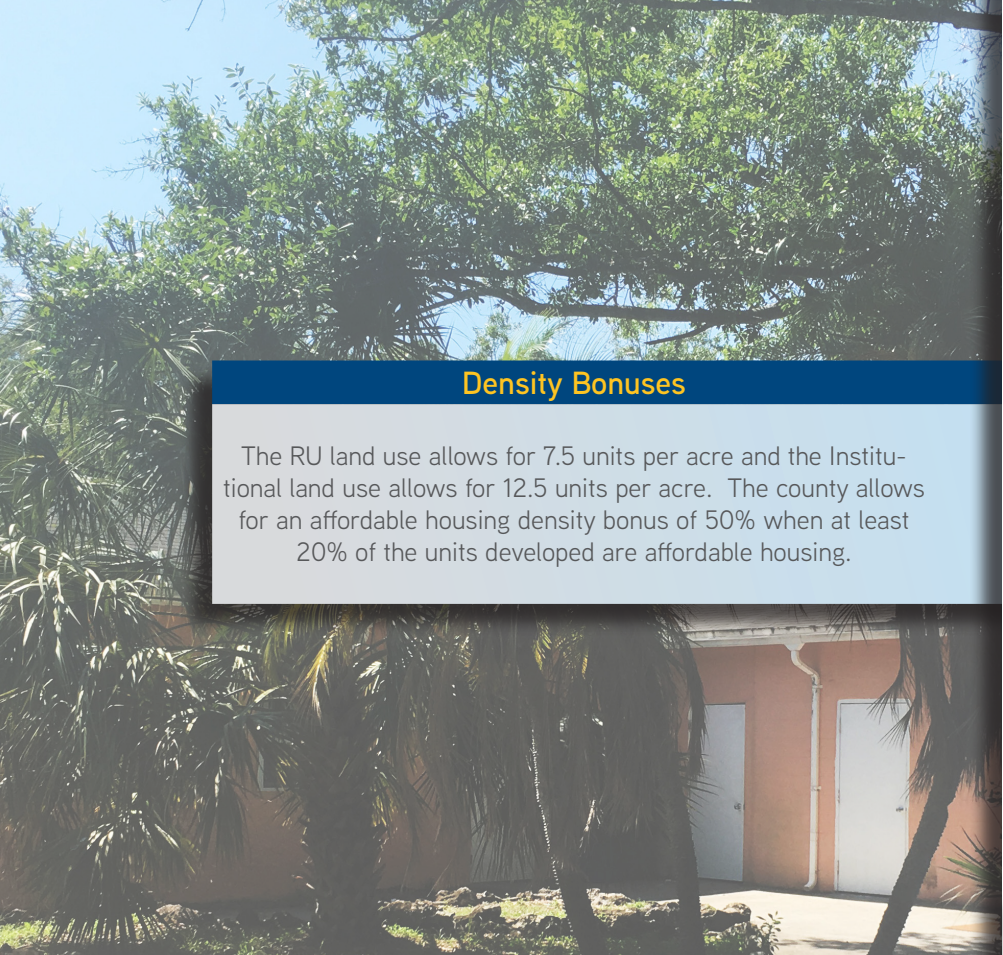 Density Bonuses
The RU land use allows for 7.5 units per acre and the Institu-
tional land use allows for 12.5 units per acre.  The county allows
for an affordable housing density bonus of 50% when at least
20% of the units developed are affordable housing.